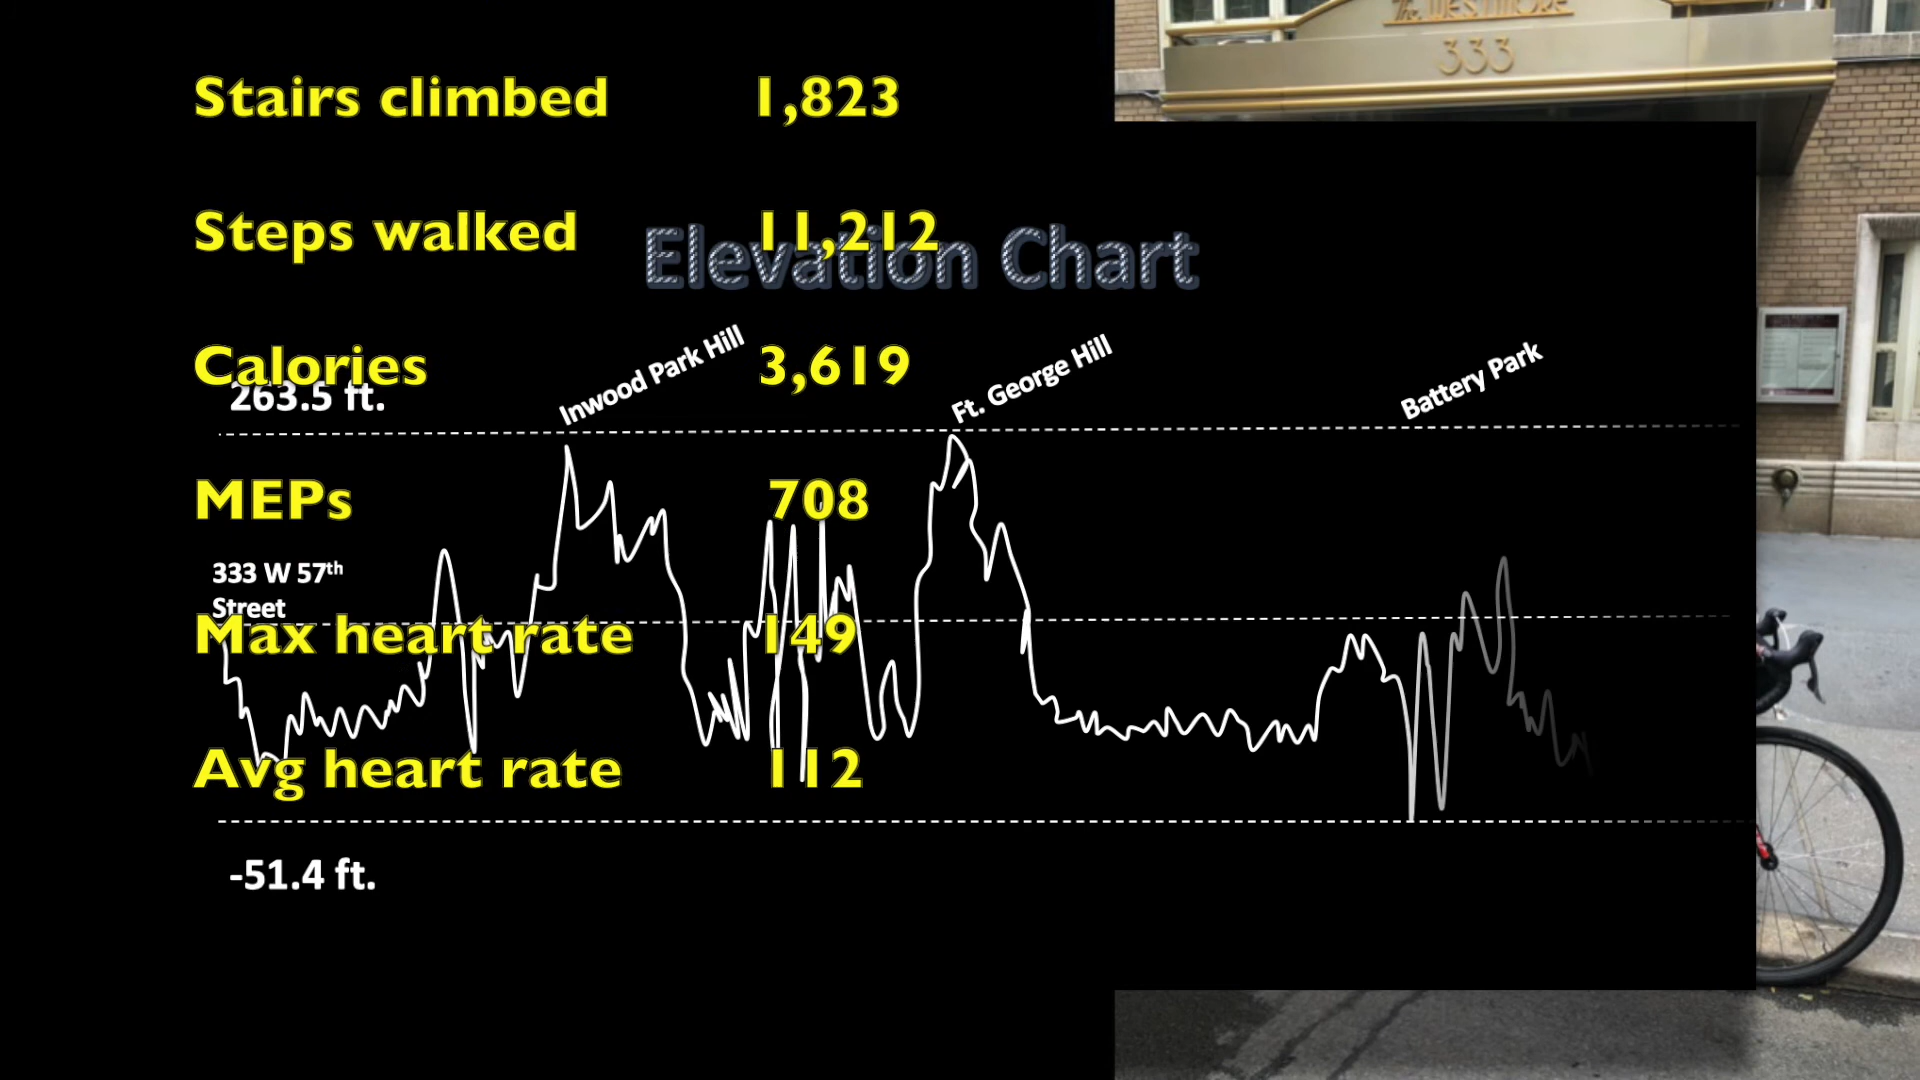 The WESTMORE
333
Stairs climbed 1,823
Steps walked 11,212
Elevation Chart
Calories 3,619
263.5 ft.
Inwood Park Hill
Ft. George Hill
Battery Park
MEPs 708
333 W 57th
Street
Max heart rate 149
Avg heart rate 112
-51.4 ft.